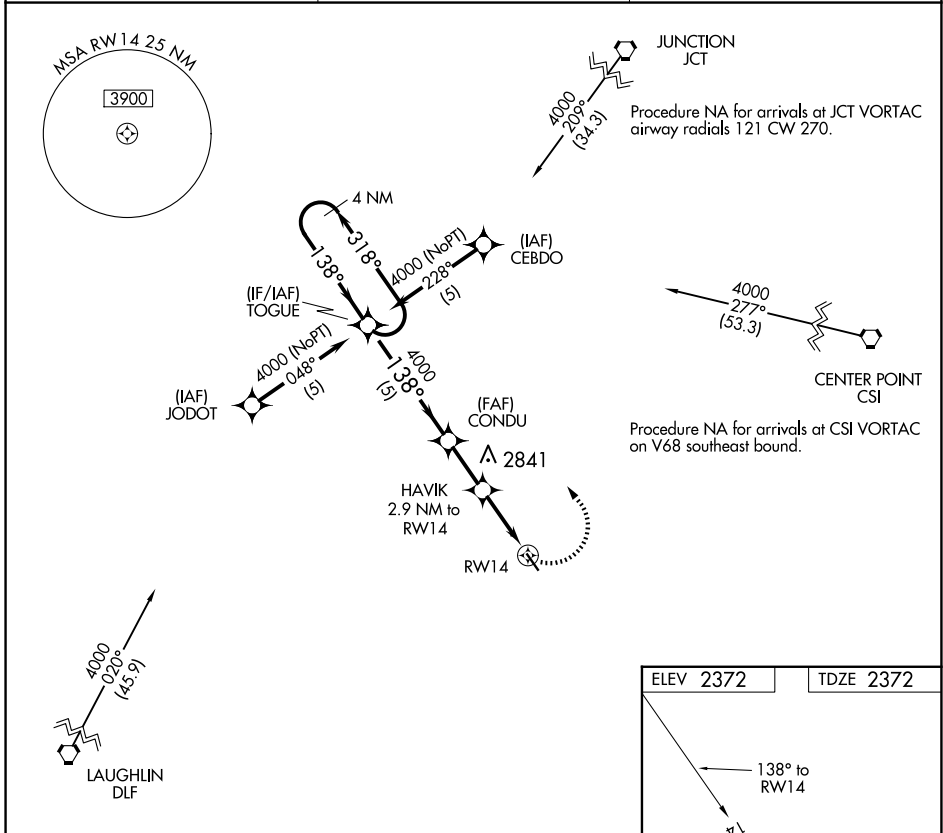 MSA RW14 25 NM
3900
JUNCTION
JCT
4000
209°
(34.3)
Procedure NA for arrivals at JCT VORTAC
airway radials 121 CW 270.
4 NM
318°
138°
4000 (NoPT)
228°
(5)
(IAF)
CEBDO
(IF/IAF)
TOGUE
4000 (NoPT)
048°
(5)
(IAF)
JODOT
4000
138°
(5)
4000
277°
(53.3)
CENTER POINT
CSI
Procedure NA for arrivals at CSI VORTAC
on V68 southeast bound.
(FAF)
CONDU
2841
HAVIK
2.9 NM to
RW14
RW14
4000
020°
(45.9)
LAUGHLIN
DLF
ELEV 2372
TDZE 2372
138° to
RW14